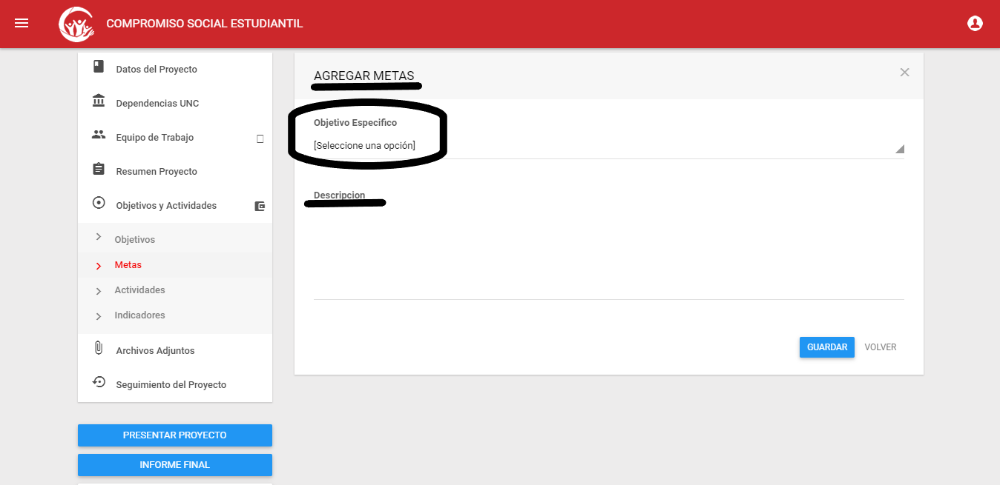 COMPROMISO SOCIAL ESTUDIANTIL
Datos del Proyecto
Dependencias UNC
Equipo de Trabajo
Resumen Proyecto
Objetivos y Actividades
Objetivos
Metas
Actividades
Indicadores
Archivos Adjuntos
Seguimiento del Proyecto
PRESENTAR PROYECTO
INFORME FINAL
AGREGAR METAS
Objetivo Especifico
[Seleccione una opción]
Descripcion
GUARDAR VOLVER